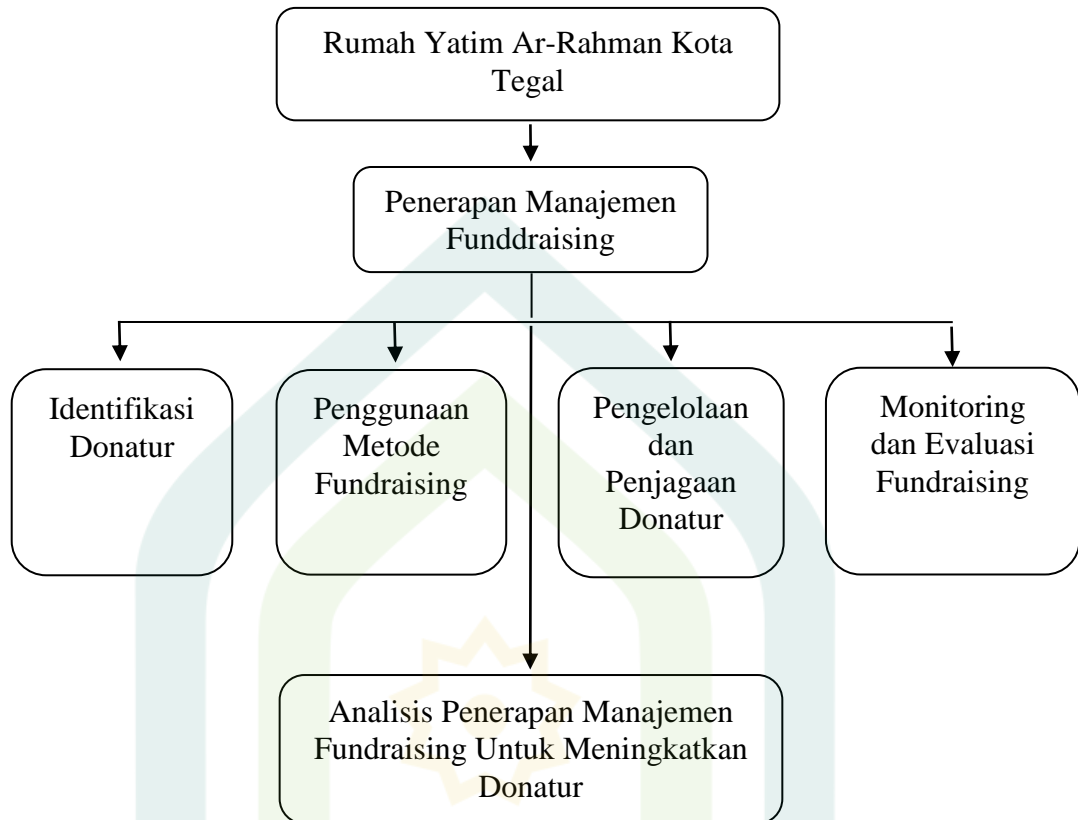 Rumah Yatim Ar-Rahman Kota
Tegal
Penerapan Manajemen
Funddraising
Identifikasi
Donatur
Penggunaan
Metode
Fundraising
Pengelolaan
dan
Penjagaan
Donatur
Monitoring
dan Evaluasi
Fundraising
Analisis Penerapan Manajemen
Fundraising Untuk Meningkatkan
Donatur